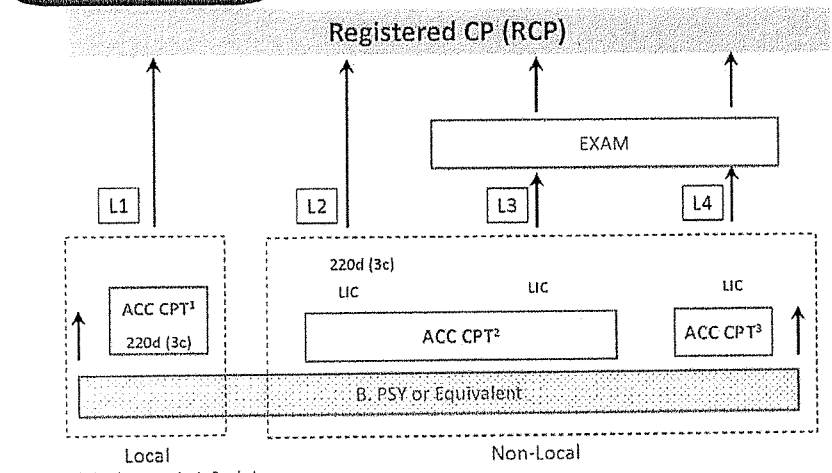 Registered CP (RCP)
EXAM
L1
L2
L3
L4
220d (3c)
LIC
LIC
LIC
ACC CPT¹
220d (3c)
ACC CPT²
ACC CPT³
B. PSY or Equivalent
Local
Non-Local